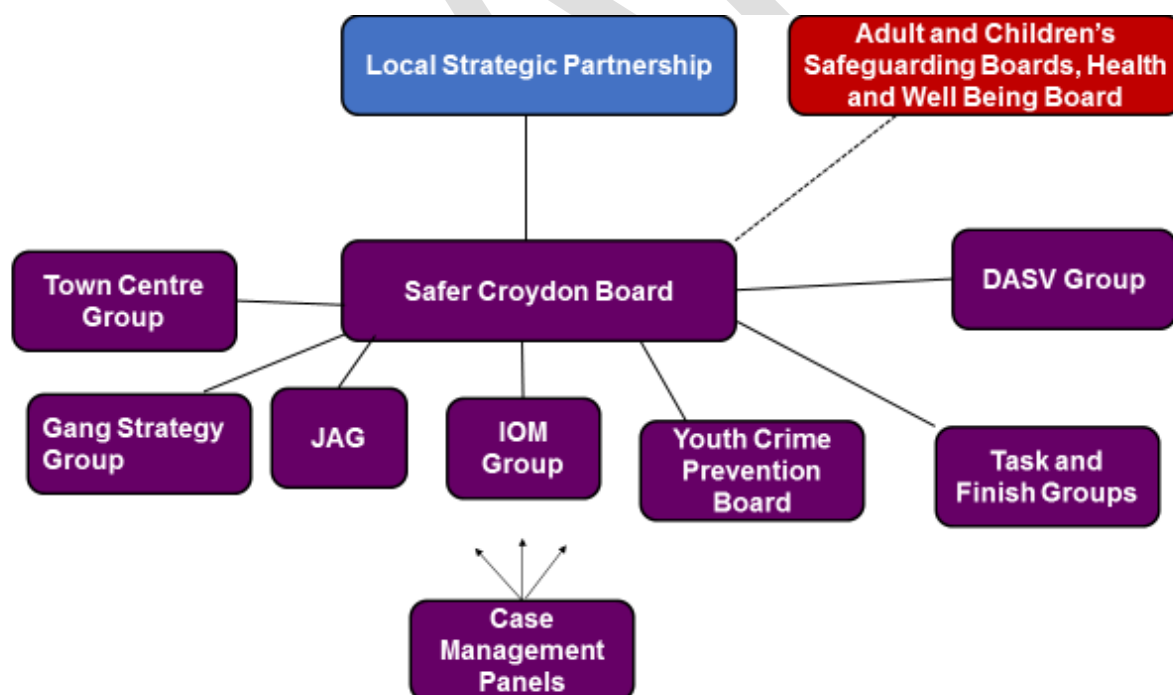 Local Strategic Partnership
Adult and Children's
Safeguarding Boards, Health
and Well Being Board
Town Centre
Group
Safer Croydon Board
DASV Group
Gang Strategy
Group
JAG
IOM
Group
Youth Crime
Prevention
Board
Task and
Finish Groups
Case
Management
Panels